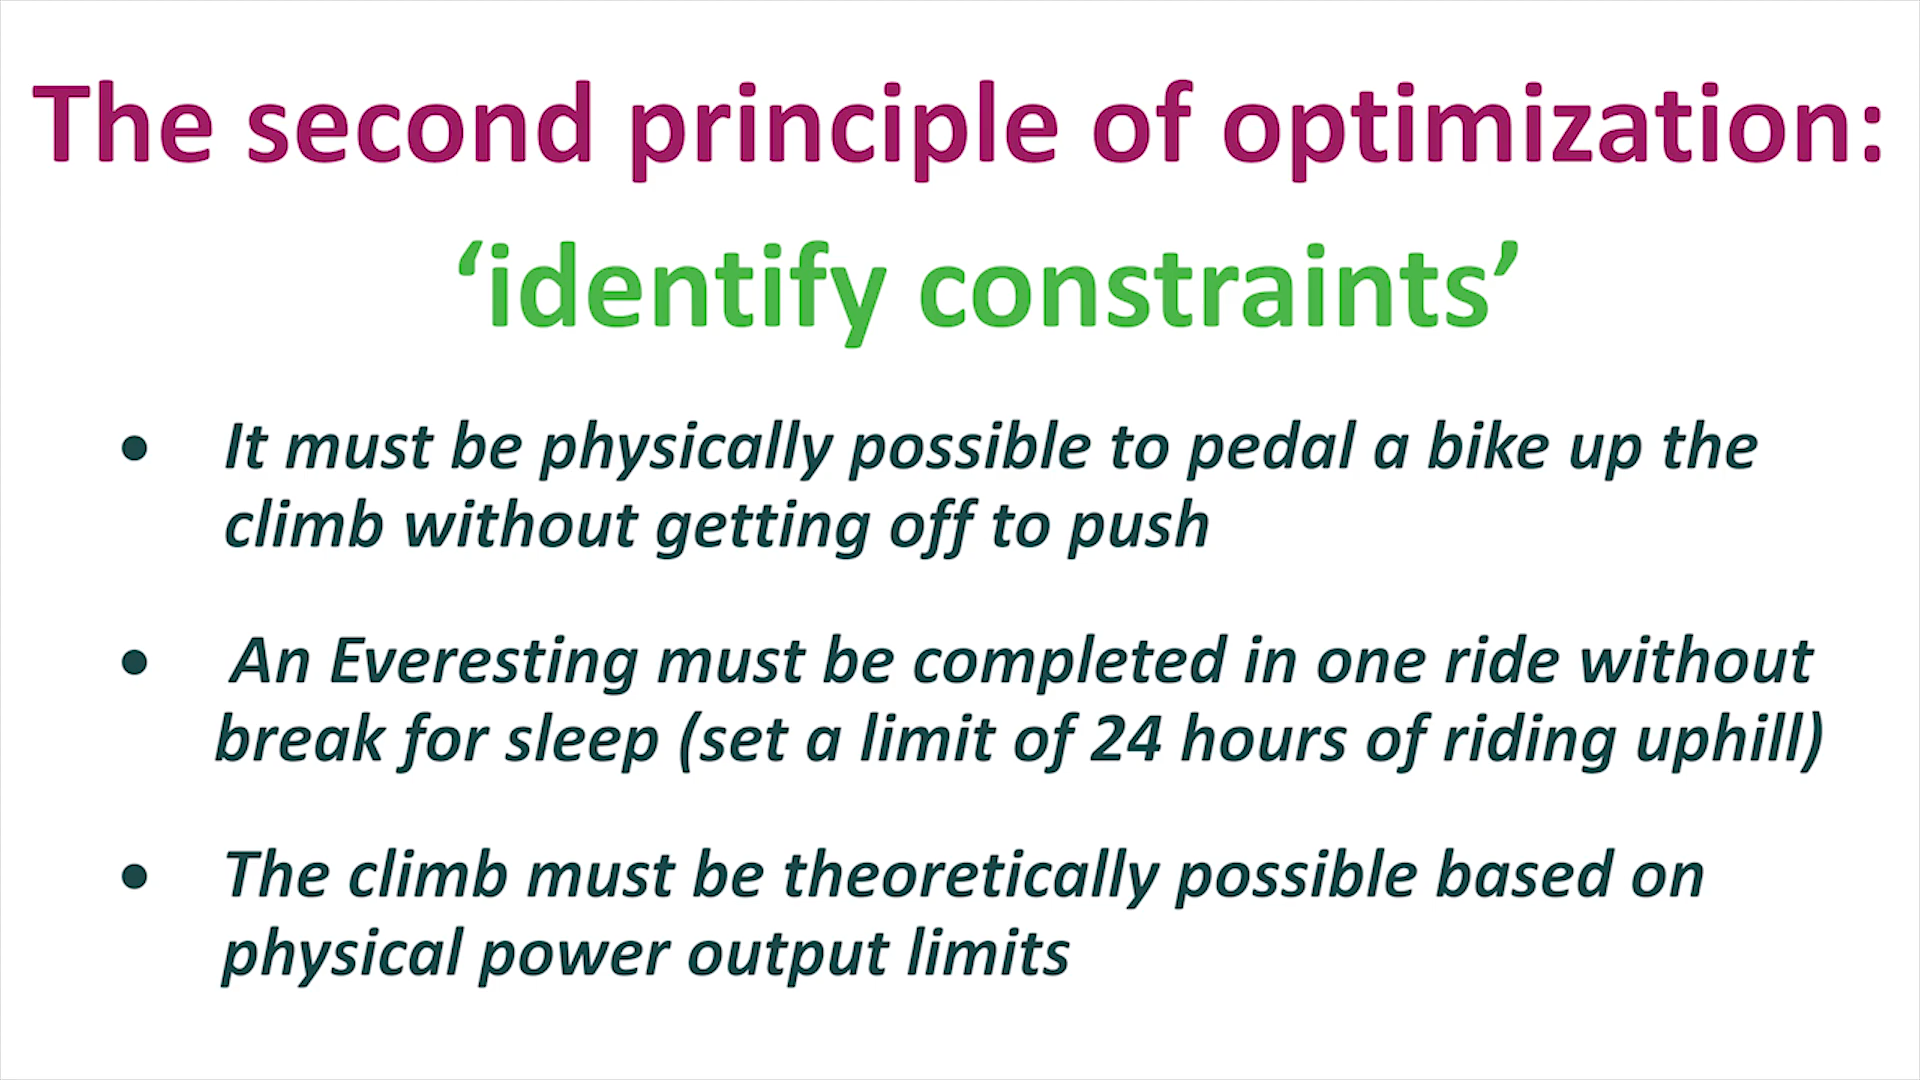 The second principle of optimization:
‘identify constraints’
• It must be physically possible to pedal a bike up the
climb without getting off to push
• An Everesting must be completed in one ride without
break for sleep (set a limit of 24 hours of riding uphill)
• The climb must be theoretically possible based on
physical power output limits